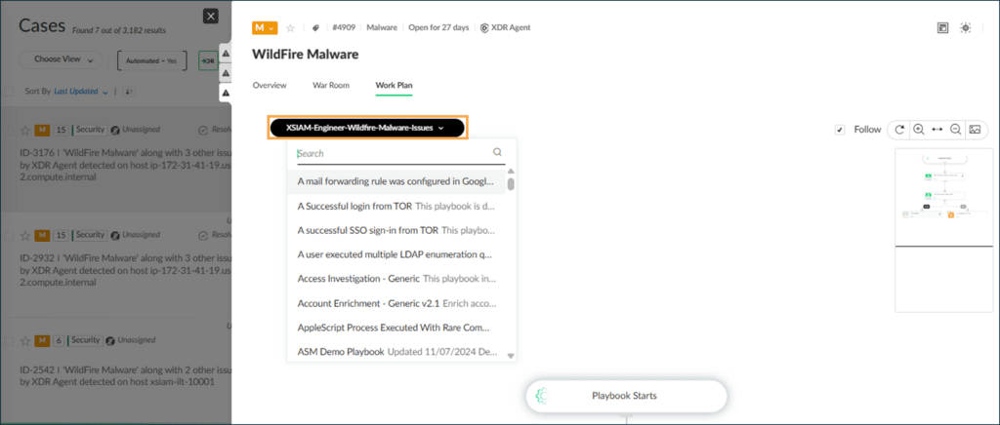 Cases Found 7 out of 3,182 results
Choose View
Automated = Yes
Sort By Last Updated
M 15 Security Unassigned Resol
ID-3176 I 'WildFire Malware' along with 3 other issu
by XDR Agent detected on host ip-172-31-41-19.us
2.compute.internal
M 15 Security Unassigned Resol
ID-2932 I 'WildFire Malware' along with 3 other issu
by XDR Agent detected on host ip-172-31-41-19.us
2.compute.internal
M 6 Security Unassigned
ID-2542 I 'WildFire Malware' along with 2 other issu
by XDR Agent detected on host xsiam-ilt-10001
M #4909 Malware Open for 27 days XDR Agent
WildFire Malware
Overview War Room Work Plan
XSIAM-Engineer-Wildfire-Malware-Issues
Follow
Search
A mail forwarding rule was configured in Googl...
A Successful login from TOR This playbook is d...
A successful SSO sign-in from TOR This playbo...
A user executed multiple LDAP enumeration q...
Access Investigation - Generic This playbook in...
Account Enrichment - Generic v2.1 Enrich acco...
AppleScript Process Executed With Rare Com...
ASM Demo Playbook Updated 11/07/2024 De...
Playbook Starts